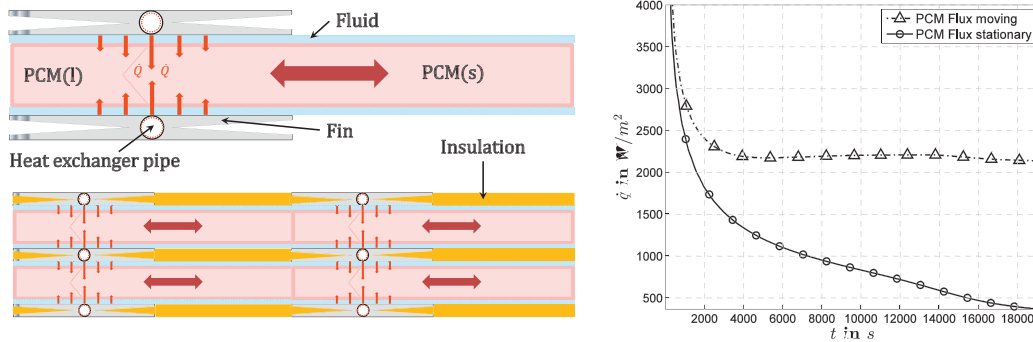 Fluid
PCM(l)
Q̇ Q̇
PCM(s)
Fin
Heat exchanger pipe
Insulation
PCM Flux moving
PCM Flux stationary
4000
3500
3000
2500
2000
1500
1000
500
q̇ in W/m²
2000 4000 6000 8000 10000 12000 14000 16000 18000
t in s